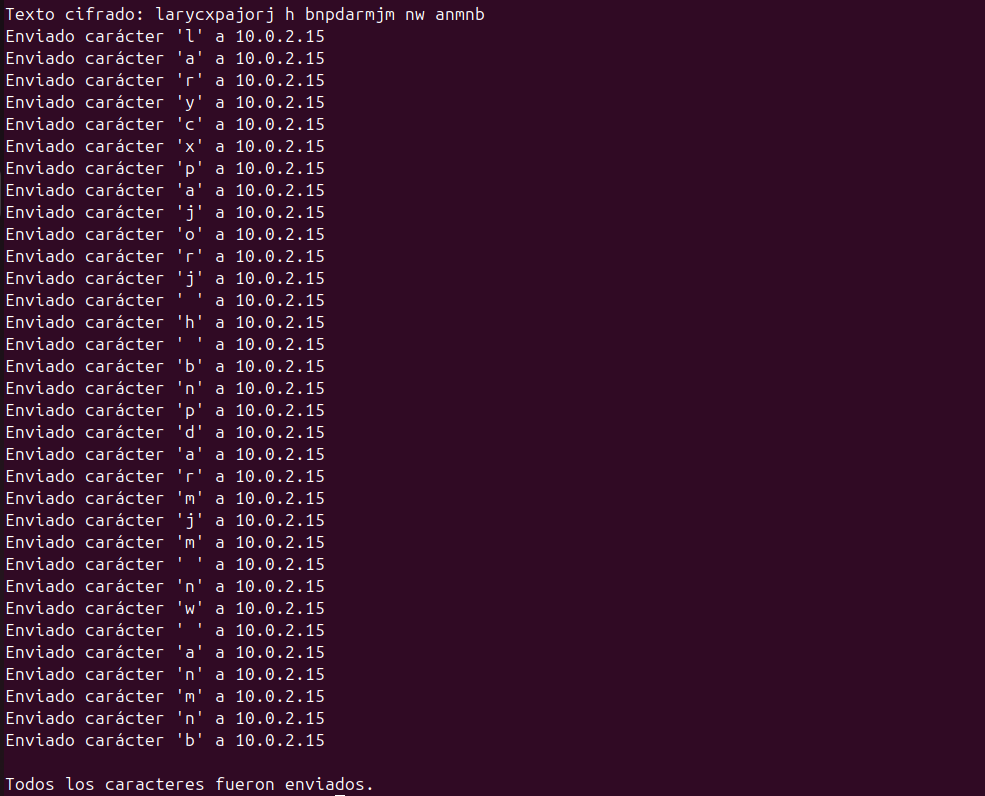 Texto cifrado: larycxpajorj h bnpdarmjm nw anmnb
Enviado carácter 'l' a 10.0.2.15
Enviado carácter 'a' a 10.0.2.15
Enviado carácter 'r' a 10.0.2.15
Enviado carácter 'y' a 10.0.2.15
Enviado carácter 'c' a 10.0.2.15
Enviado carácter 'x' a 10.0.2.15
Enviado carácter 'p' a 10.0.2.15
Enviado carácter 'a' a 10.0.2.15
Enviado carácter 'j' a 10.0.2.15
Enviado carácter 'o' a 10.0.2.15
Enviado carácter 'r' a 10.0.2.15
Enviado carácter 'j' a 10.0.2.15
Enviado carácter ' ' a 10.0.2.15
Enviado carácter 'h' a 10.0.2.15
Enviado carácter ' ' a 10.0.2.15
Enviado carácter 'b' a 10.0.2.15
Enviado carácter 'n' a 10.0.2.15
Enviado carácter 'p' a 10.0.2.15
Enviado carácter 'd' a 10.0.2.15
Enviado carácter 'a' a 10.0.2.15
Enviado carácter 'r' a 10.0.2.15
Enviado carácter 'm' a 10.0.2.15
Enviado carácter 'j' a 10.0.2.15
Enviado carácter 'm' a 10.0.2.15
Enviado carácter ' ' a 10.0.2.15
Enviado carácter 'n' a 10.0.2.15
Enviado carácter 'w' a 10.0.2.15
Enviado carácter ' ' a 10.0.2.15
Enviado carácter 'a' a 10.0.2.15
Enviado carácter 'n' a 10.0.2.15
Enviado carácter 'm' a 10.0.2.15
Enviado carácter 'n' a 10.0.2.15
Enviado carácter 'b' a 10.0.2.15
Todos los caracteres fueron enviados.